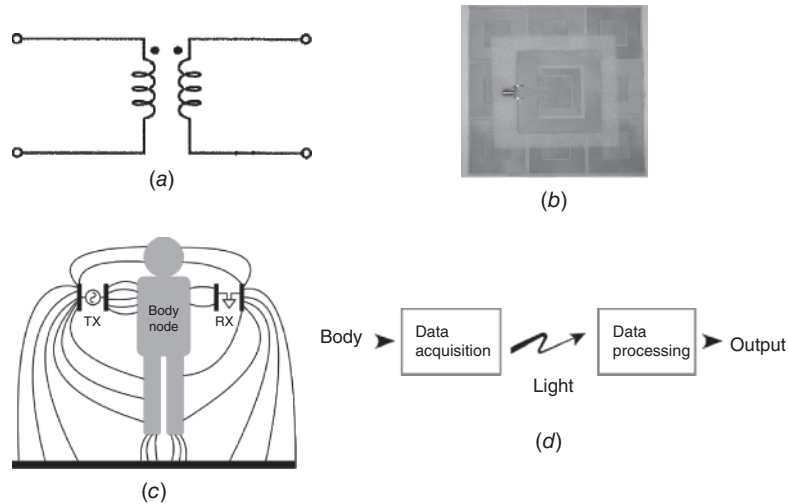 (a)
(b)
TX
Body
node
RX
(c)
Body
Data
acquisition
Light
Data
processing
Output
(d)